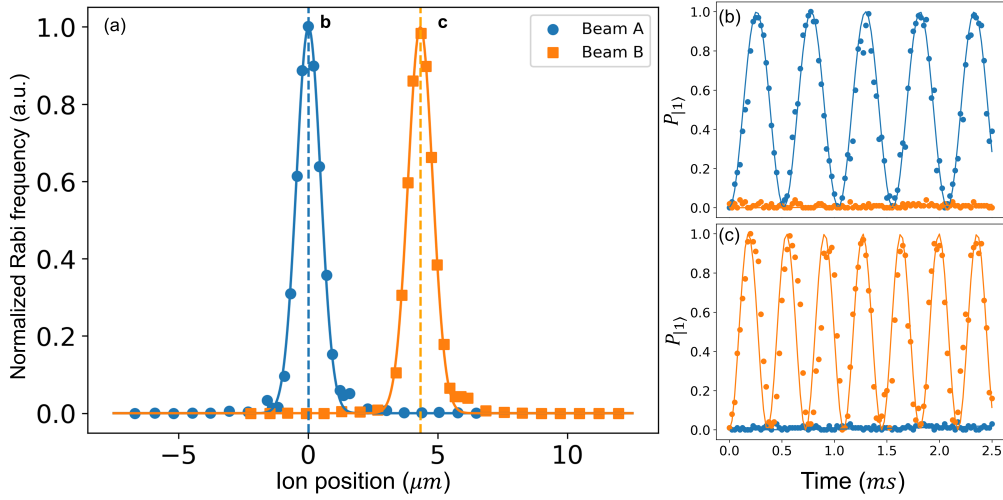 (a)
b
c
Beam A
Beam B
Normalized Rabi frequency (a.u.)
1.0
0.8
0.6
0.4
0.2
0.0
−5
0
5
10
Ion position (μm)
(b)
P|1⟩
1.0
0.8
0.6
0.4
0.2
0.0
(c)
P|1⟩
1.0
0.8
0.6
0.4
0.2
0.0
0.0
0.5
1.0
1.5
2.0
2.5
Time (ms)